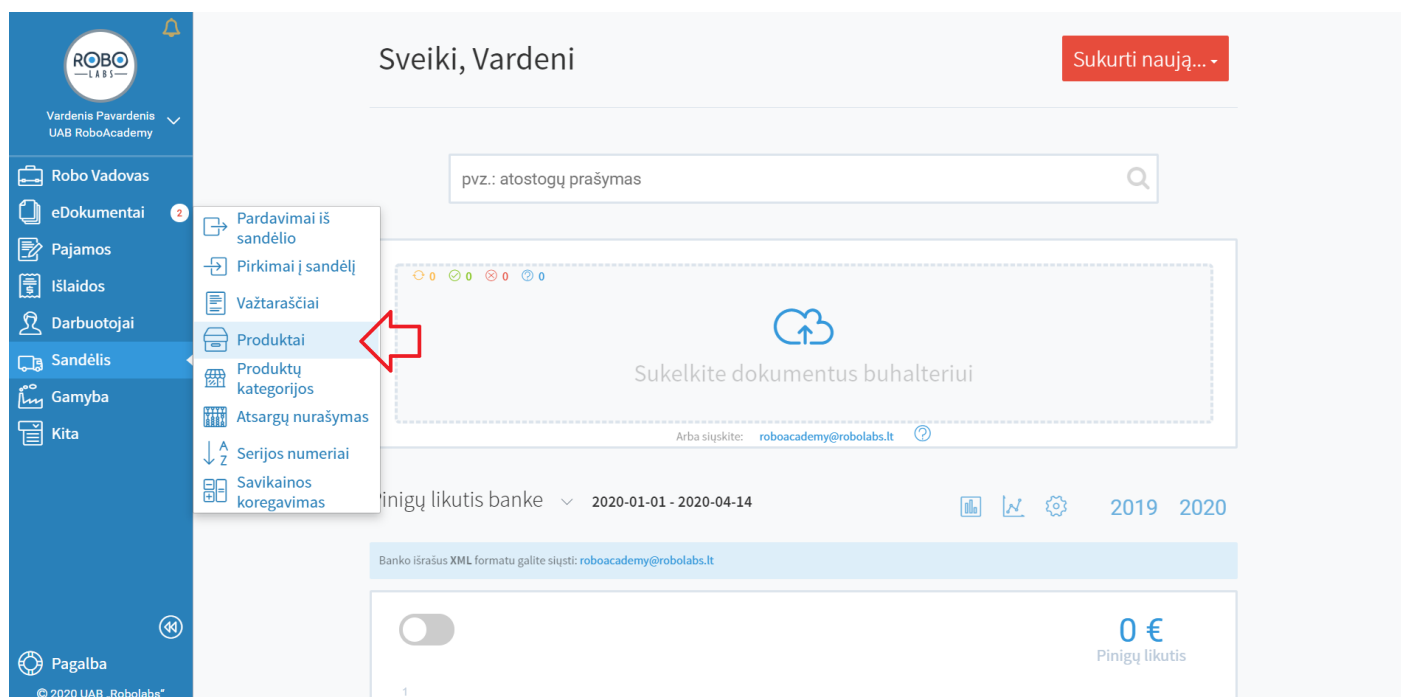 ROBO
LABS
Vardenis Pavardenis
UAB RoboAcademy
Robo Vadovas
eDokumentai 2
Pajamos
Išlaidos
Darbuotojai
Sandėlis
Gamyba
Kita
Pagalba
© 2020 UAB „Robolabs“
Pardavimai iš
sandėlio
Pirkimai į sandėlį
Važtaraščiai
Produktai
Produktų
kategorijos
Atsargų nurašymas
Serijos numeriai
Savikainos
koregavimas
Sveiki, Vardeni
Sukurti naują...
pvz.: atostogų prašymas
0 0 0 0
Sukelkite dokumentus buhalteriui
Arba siųskite: roboacademy@robolabs.lt
inigų likutis banke 2020-01-01 - 2020-04-14
2019 2020
Banko išrašus XML formatu galite siųsti: roboacademy@robolabs.lt
0 €
Pinigų likutis
1